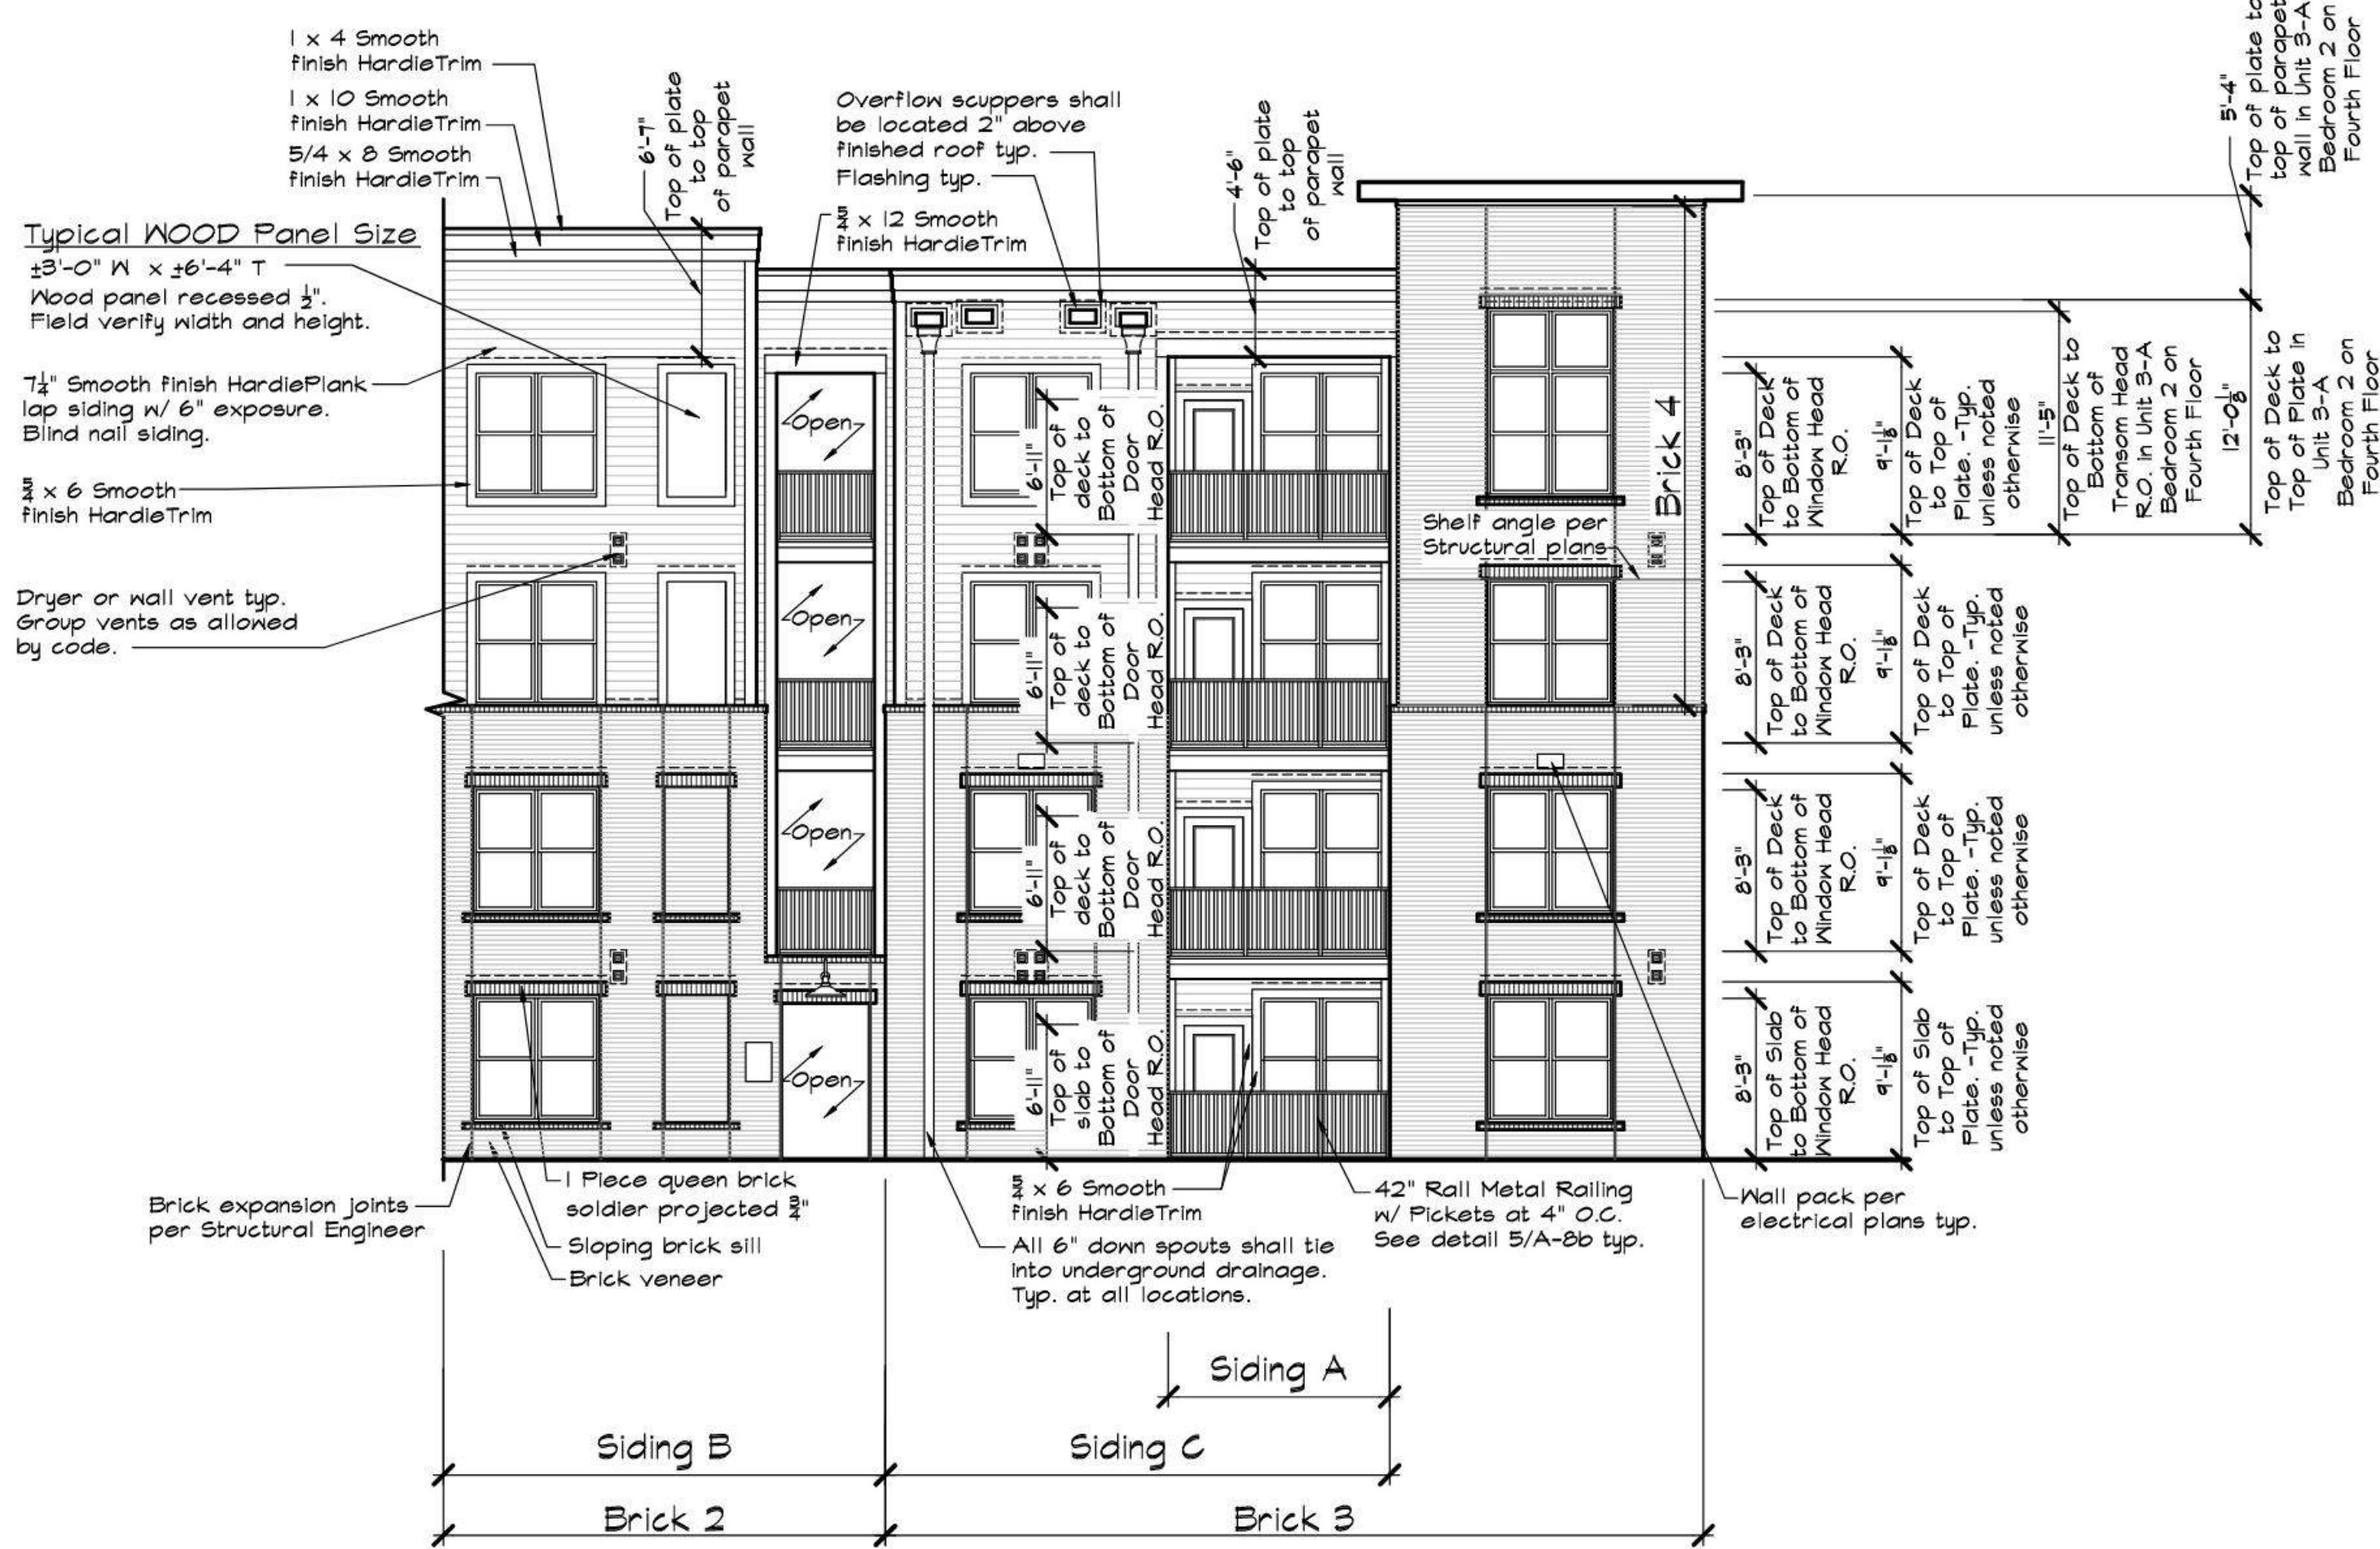 1 x 4 Smooth
finish HardieTrim
1 x 10 Smooth
finish HardieTrim
5/4 x 8 Smooth
finish HardieTrim
Typical WOOD Panel Size
±3'-0" W x ±6'-4" T
Wood panel recessed ½".
Field verify width and height.
7¼" Smooth finish HardiePlank
lap siding w/ 6" exposure.
Blind nail siding.
5/4 x 6 Smooth
finish HardieTrim
Dryer or wall vent typ.
Group vents as allowed
by code.
6'-7"
Top of plate
to top
of parapet
wall
Overflow scuppers shall
be located 2" above
finished roof typ.
Flashing typ.
5/4 x 12 Smooth
finish HardieTrim
4'-6"
Top of plate
to top
of parapet
wall
5'-4"
Top of plate to
top of parapet
wall in Unit 3-A
Bedroom 2 on
Fourth Floor
Open
Open
Open
Open
6'-11"
Top of
deck to
Bottom of
Door
Head R.O.
6'-11"
Top of
deck to
Bottom of
Door
Head R.O.
6'-11"
Top of
deck to
Bottom of
Door
Head R.O.
6'-11"
Top of
slab to
Bottom of
Door
Head R.O.
Shelf angle per
Structural plans
Brick 4
8'-3"
Top of Deck
to Bottom of
Window Head
R.O.
9'-1⅛"
Top of Deck
to Top of
Plate. -Typ.
unless noted
otherwise
11'-5"
Top of Deck to
Bottom of
Transom Head
R.O. in Unit 3-A
Bedroom 2 on
Fourth Floor
12'-0⅛"
Top of Deck to
Top of Plate in
Unit 3-A
Bedroom 2 on
Fourth Floor
8'-3"
Top of Deck
to Bottom of
Window Head
R.O.
9'-1⅛"
Top of Deck
to Top of
Plate. -Typ.
unless noted
otherwise
8'-3"
Top of Deck
to Bottom of
Window Head
R.O.
9'-1⅛"
Top of Deck
to Top of
Plate. -Typ.
unless noted
otherwise
8'-3"
Top of Slab
to Bottom of
Window Head
R.O.
9'-1⅛"
Top of Slab
to Top of
Plate. -Typ.
unless noted
otherwise
Brick expansion joints
per Structural Engineer
1 Piece queen brick
soldier projected ¾"
Sloping brick sill
Brick veneer
5/4 x 6 Smooth
finish HardieTrim
All 6" down spouts shall tie
into underground drainage.
Typ. at all locations.
42" Rall Metal Railing
w/ Pickets at 4" O.C.
See detail 5/A-8b typ.
Wall pack per
electrical plans typ.
Siding A
Siding B
Siding C
Brick 2
Brick 3